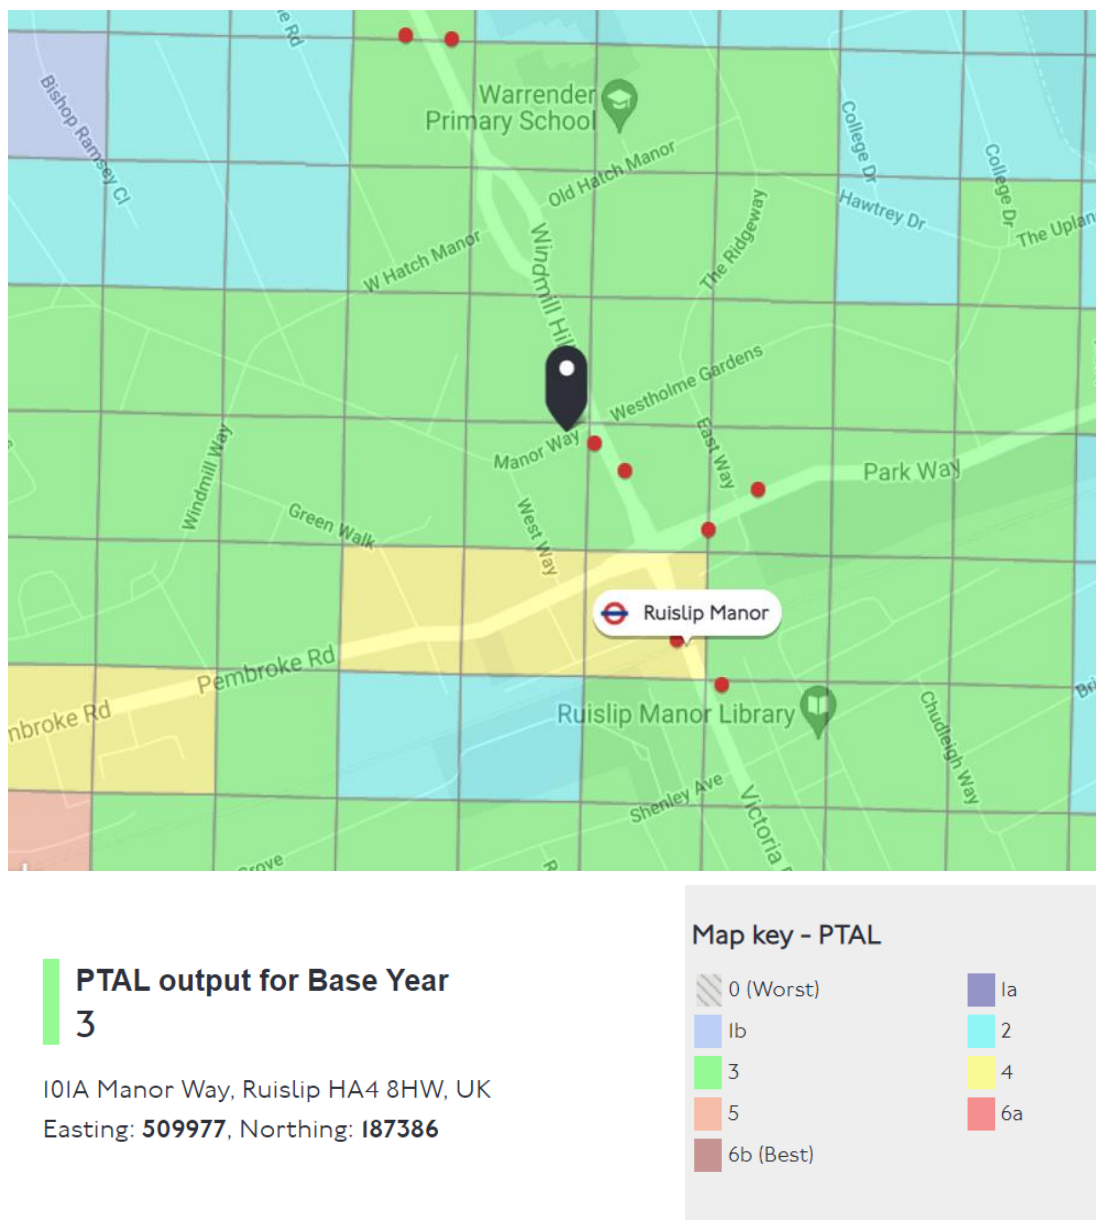 e Rd
Bishop Ramsey Cl
Warrender
Primary School
Old Hatch Manor
College Dr
College Dr
Hawtrey Dr
The Uplan
The Ridgeway
W Hatch Manor
Windmill Hil
Westholme Gardens
Manor Way
East Way
Park Way
Windmill Way
Green Walk
West Way
Ruislip Manor
Pembroke Rd
nbroke Rd
Ruislip Manor Library
Chudleigh Way
Bri
Shenley Ave
Victoria
Grove
R
PTAL output for Base Year
3
101A Manor Way, Ruislip HA4 8HW, UK
Easting: 509977, Northing: 187386
Map key - PTAL
0 (Worst)
1a
1b
2
3
4
5
6a
6b (Best)